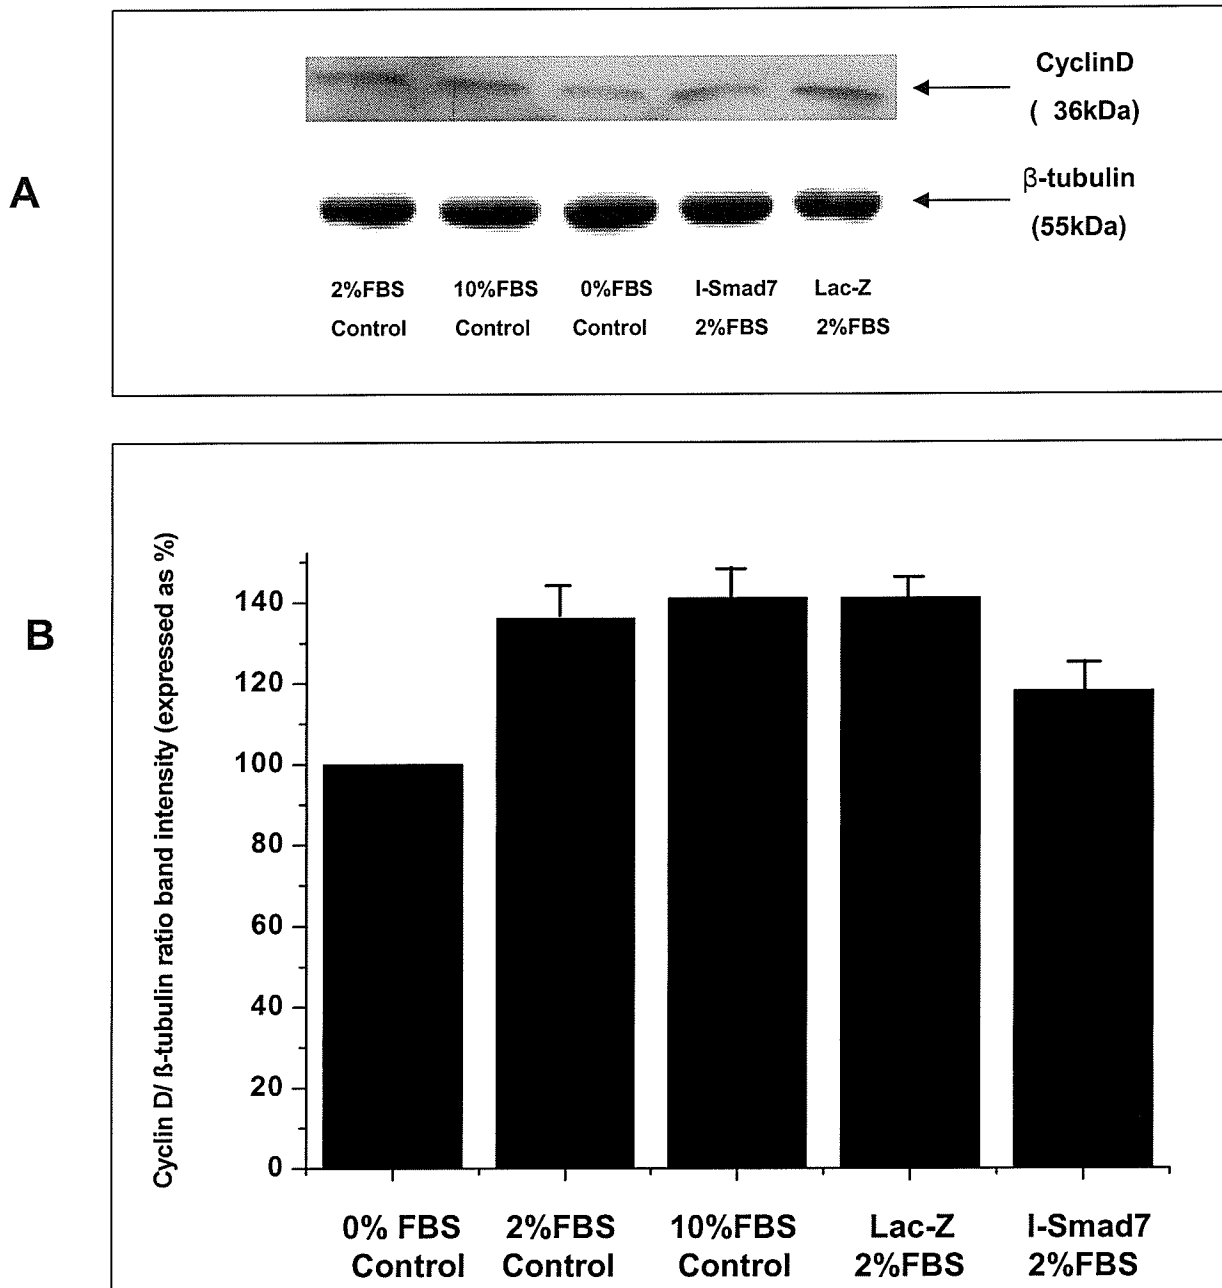 A
CyclinD
( 36kDa)
β-tubulin
(55kDa)
2%FBS 10%FBS 0%FBS I-Smad7 Lac-Z
Control Control Control 2%FBS 2%FBS
B
Cyclin D/ ß-tubulin ratio band intensity (expressed as %)
140
120
100
80
60
40
20
0
0% FBS 2%FBS 10%FBS Lac-Z I-Smad7
Control Control Control 2%FBS 2%FBS